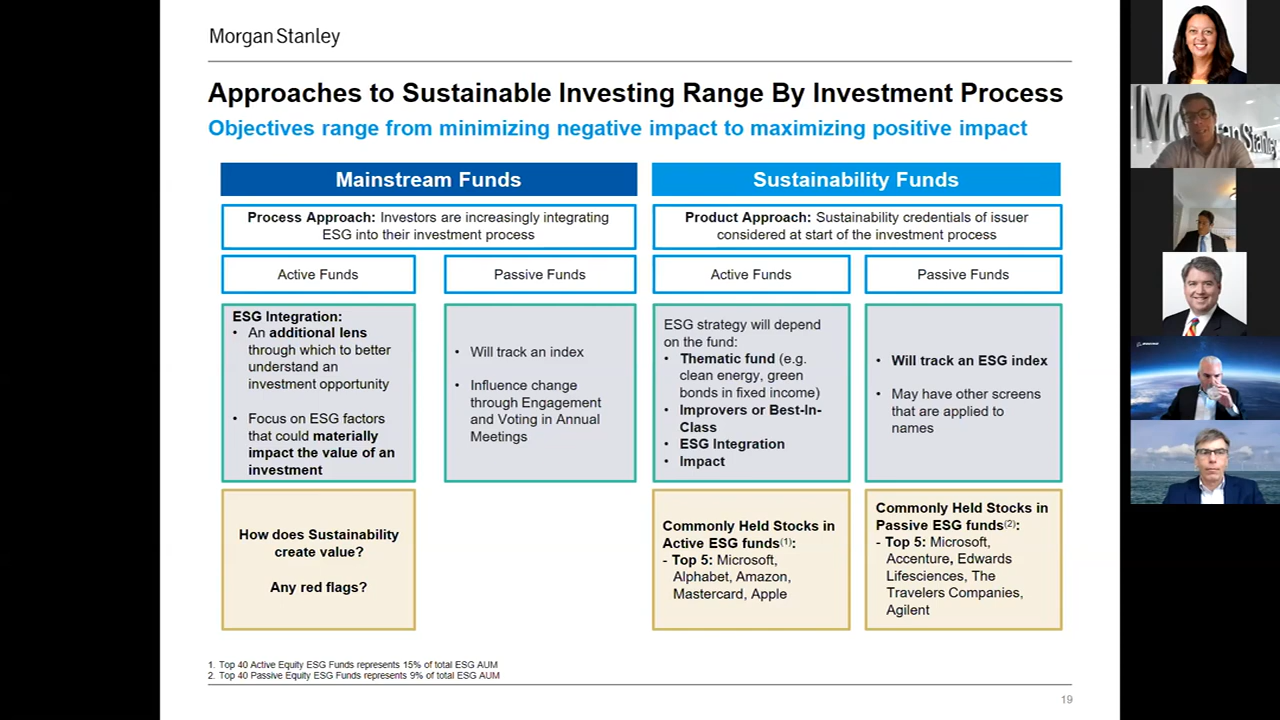 Morgan Stanley
Approaches to Sustainable Investing Range By Investment Process
Objectives range from minimizing negative impact to maximizing positive impact
Mainstream Funds
Sustainability Funds
Process Approach: Investors are increasingly integrating
ESG into their investment process
Product Approach: Sustainability credentials of issuer
considered at start of the investment process
Active Funds
Passive Funds
Active Funds
Passive Funds
ESG Integration:
• An additional lens
through which to better
understand an
investment opportunity
• Focus on ESG factors
that could materially
impact the value of an
investment
• Will track an index
• Influence change
through Engagement
and Voting in Annual
Meetings
ESG strategy will depend
on the fund:
• Thematic fund (e.g.
clean energy, green
bonds in fixed income)
• Improvers or Best-In-
Class
• ESG Integration
• Impact
• Will track an ESG index
• May have other screens
that are applied to
names
How does Sustainability
create value?
Any red flags?
Commonly Held Stocks in
Active ESG funds(1):
- Top 5: Microsoft,
Alphabet, Amazon,
Mastercard, Apple
Commonly Held Stocks in
Passive ESG funds(2):
- Top 5: Microsoft,
Accenture, Edwards
Lifesciences, The
Travelers Companies,
Agilent
1. Top 40 Active Equity ESG Funds represents 15% of total ESG AUM
2. Top 40 Passive Equity ESG Funds represents 9% of total ESG AUM
19
BOEING